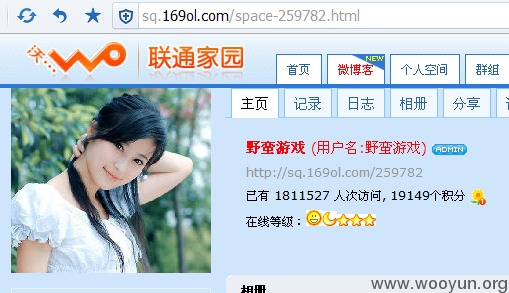 sq.169ol.com/space-259782.html
沃... wo 联通家园
首页 微博客 NEW 个人空间 群组
主页 记录 日志 相册 分享
野蛮游戏 (用户名:野蛮游戏) ADMIN
http://sq.169ol.com/259782
已有 1811527 人次访问, 19149个积分
在线等级：
相册
www.wooyun.org